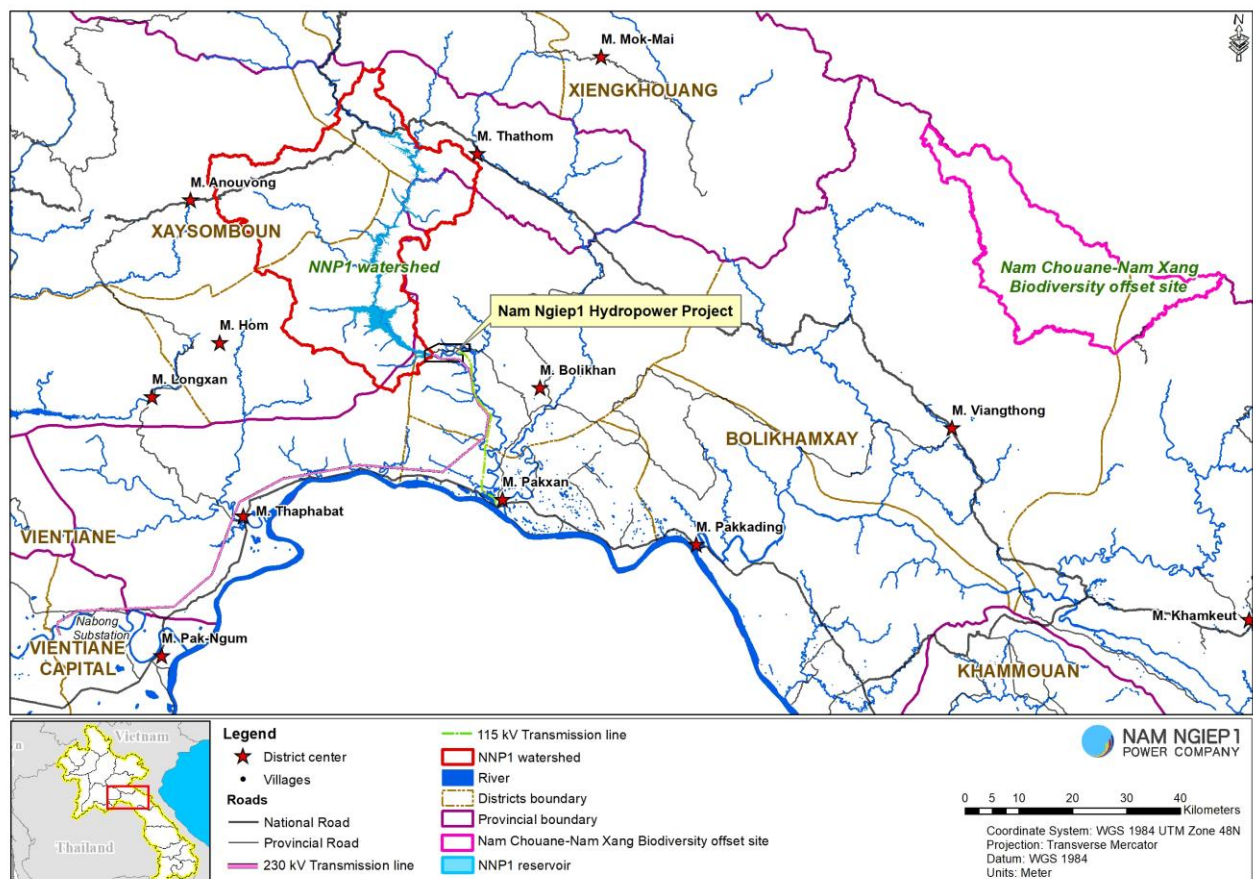 N
M. Mok-Mai
XIENGKHOUANG
M. Thathom
M. Anouvong
XAYSOMBOUN
NNP1 watershed
Nam Chouane-Nam Xang
Biodiversity offset site
Nam Ngiep1 Hydropower Project
M. Hom
M. Longxan
M. Bolikhan
M. Viangthong
BOLIKHAMXAY
M. Pakxan
M. Thaphabat
VIENTIANE
M. Pakkading
Nabong
Substation
M. Pak-Ngum
VIENTIANE
CAPITAL
M. Khamkeut
KHAMMOUAN
Vietnam
Thailand
Legend
District center
Villages
Roads
National Road
Provincial Road
230 kV Transmission line
115 kV Transmission line
NNP1 watershed
River
Districts boundary
Provincial boundary
Nam Chouane-Nam Xang Biodiversity offset site
NNP1 reservoir
NAM NGIEP1
POWER COMPANY
0 5 10 20 30 40
Kilometers
Coordinate System: WGS 1984 UTM Zone 48N
Projection: Transverse Mercator
Datum: WGS 1984
Units: Meter